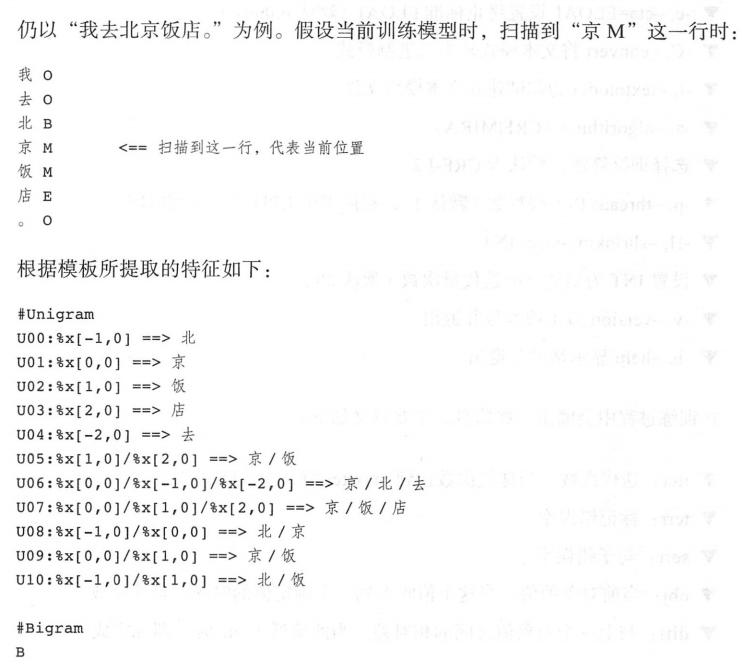 仍以“我去北京饭店。”为例。假设当前训练模型时，扫描到“京 M”这一行时：
我 O
去 O
北 B
京 M <== 扫描到这一行，代表当前位置
饭 M
店 E
。 O
根据模板所提取的特征如下：
#Unigram
U00:%x[-1,0] ==> 北
U01:%x[0,0] ==> 京
U02:%x[1,0] ==> 饭
U03:%x[2,0] ==> 店
U04:%x[-2,0] ==> 去
U05:%x[1,0]/%x[2,0] ==> 京/饭
U06:%x[0,0]/%x[-1,0]/%x[-2,0] ==> 京/北/去
U07:%x[0,0]/%x[1,0]/%x[2,0] ==> 京/饭/店
U08:%x[-1,0]/%x[0,0] ==> 北/京
U09:%x[0,0]/%x[1,0] ==> 京/饭
U10:%x[-1,0]/%x[1,0] ==> 北/饭
#Bigram
B